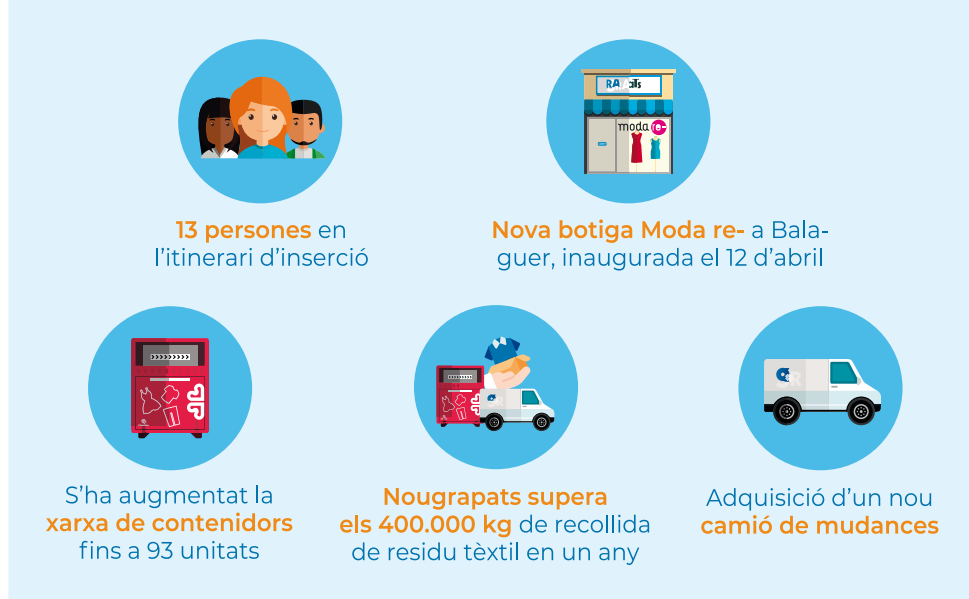 moda re-
13 persones en
l'itinerari d'inserció
Nova botiga Moda re- a Bala-
guer, inaugurada el 12 d'abril
S'ha augmentat la
xarxa de contenidors
fins a 93 unitats
Nougrapats supera
els 400.000 kg de recollida
de residu tèxtil en un any
Adquisició d'un nou
camió de mudances